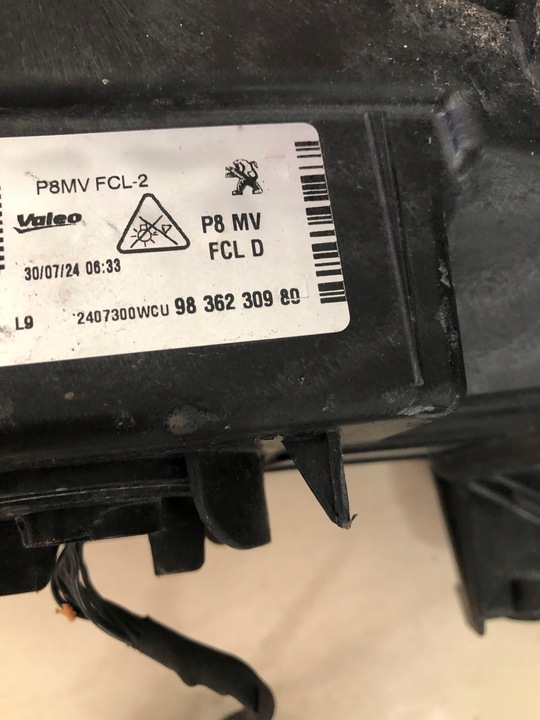 P8MV FCL-2
Valeo
P8 MV
FCL D
30/07/24 06:33
L9 2407300WCU 98 362 309 80